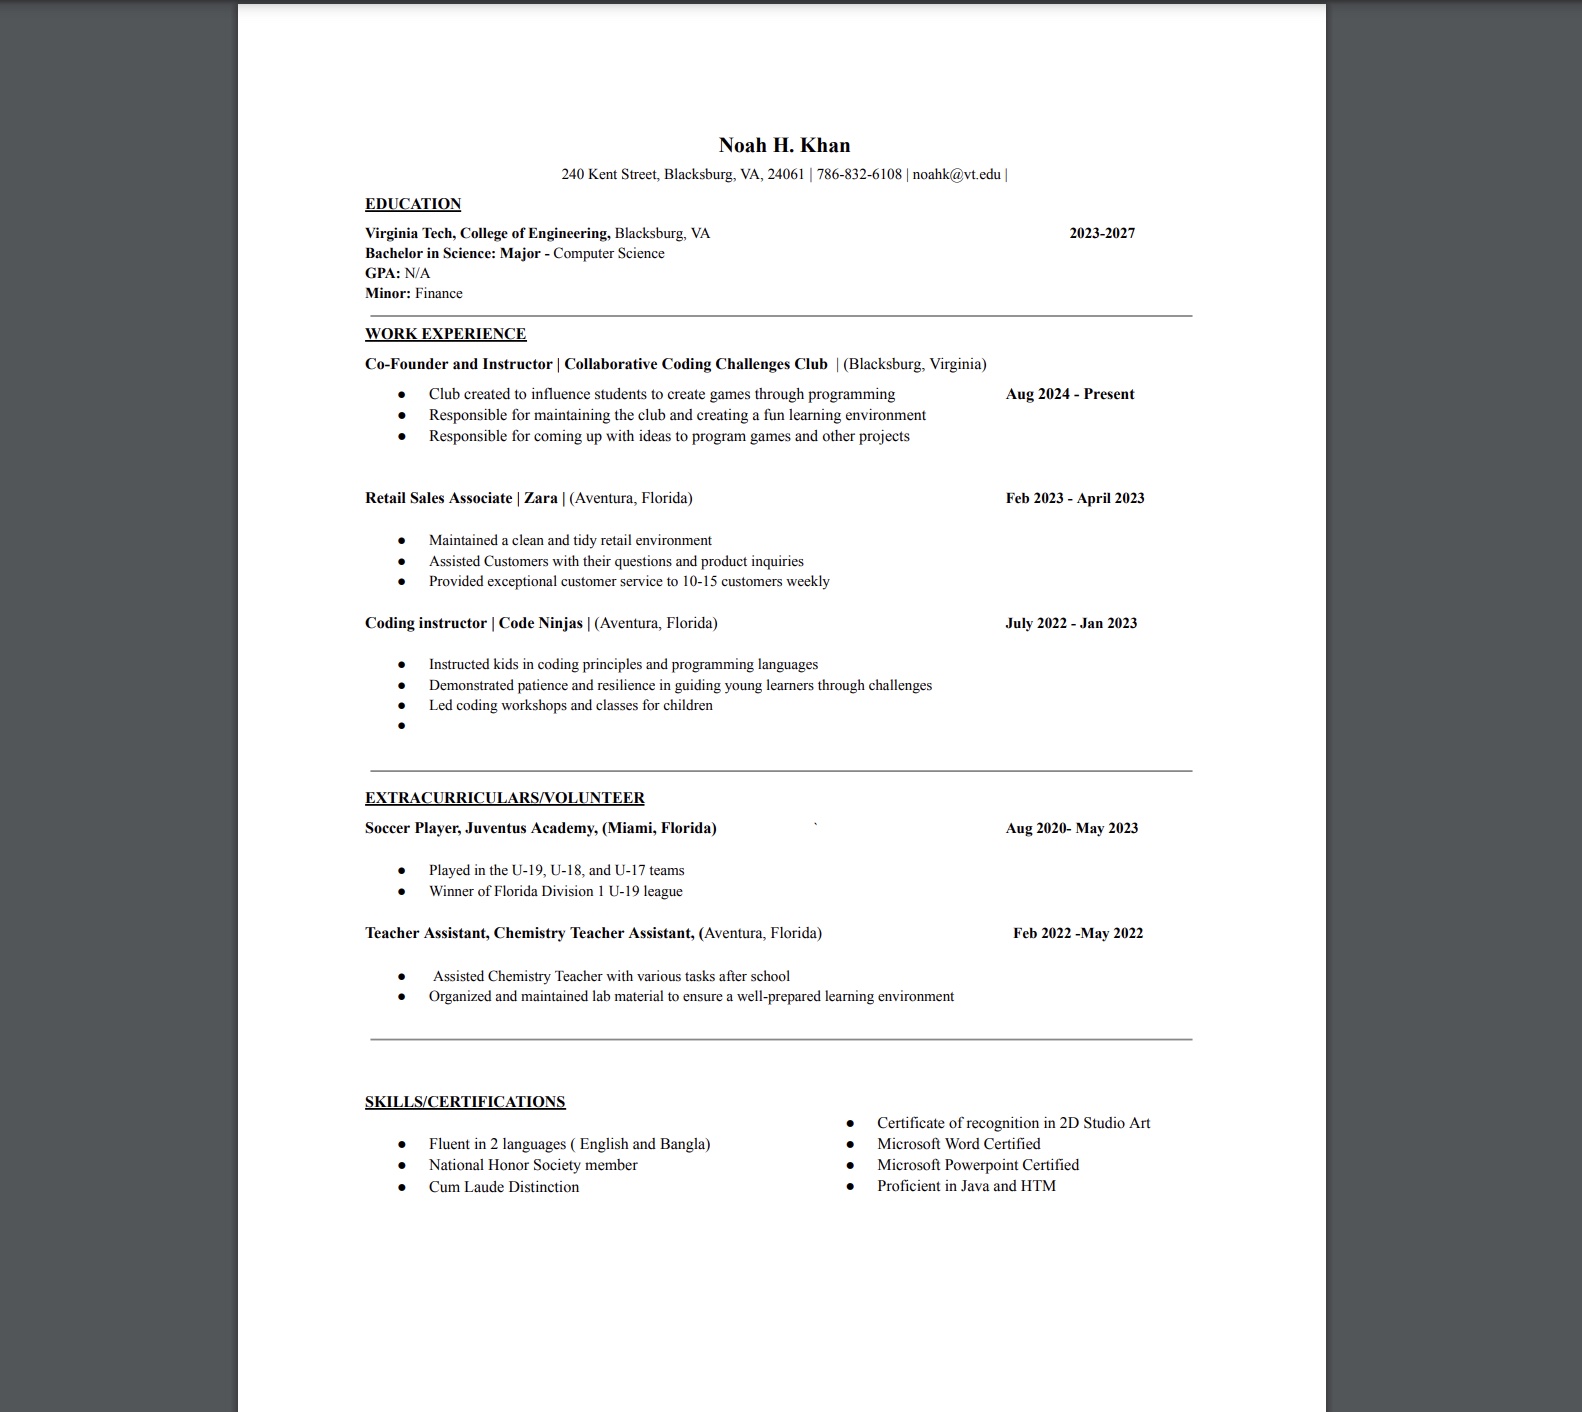 Noah H. Khan
240 Kent Street, Blacksburg, VA, 24061 | 786-832-6108 | noahk@vt.edu |
EDUCATION
Virginia Tech, College of Engineering, Blacksburg, VA 2023-2027
Bachelor in Science: Major - Computer Science
GPA: N/A
Minor: Finance
WORK EXPERIENCE
Co-Founder and Instructor | Collaborative Coding Challenges Club | (Blacksburg, Virginia)
● Club created to influence students to create games through programming Aug 2024 - Present
● Responsible for maintaining the club and creating a fun learning environment
● Responsible for coming up with ideas to program games and other projects
Retail Sales Associate | Zara | (Aventura, Florida) Feb 2023 - April 2023
● Maintained a clean and tidy retail environment
● Assisted Customers with their questions and product inquiries
● Provided exceptional customer service to 10-15 customers weekly
Coding instructor | Code Ninjas | (Aventura, Florida) July 2022 - Jan 2023
● Instructed kids in coding principles and programming languages
● Demonstrated patience and resilience in guiding young learners through challenges
● Led coding workshops and classes for children
●
EXTRACURRICULARS/VOLUNTEER
Soccer Player, Juventus Academy, (Miami, Florida) ` Aug 2020- May 2023
● Played in the U-19, U-18, and U-17 teams
● Winner of Florida Division 1 U-19 league
Teacher Assistant, Chemistry Teacher Assistant, (Aventura, Florida) Feb 2022 -May 2022
● Assisted Chemistry Teacher with various tasks after school
● Organized and maintained lab material to ensure a well-prepared learning environment
SKILLS/CERTIFICATIONS
● Fluent in 2 languages ( English and Bangla)
● National Honor Society member
● Cum Laude Distinction
● Certificate of recognition in 2D Studio Art
● Microsoft Word Certified
● Microsoft Powerpoint Certified
● Proficient in Java and HTM